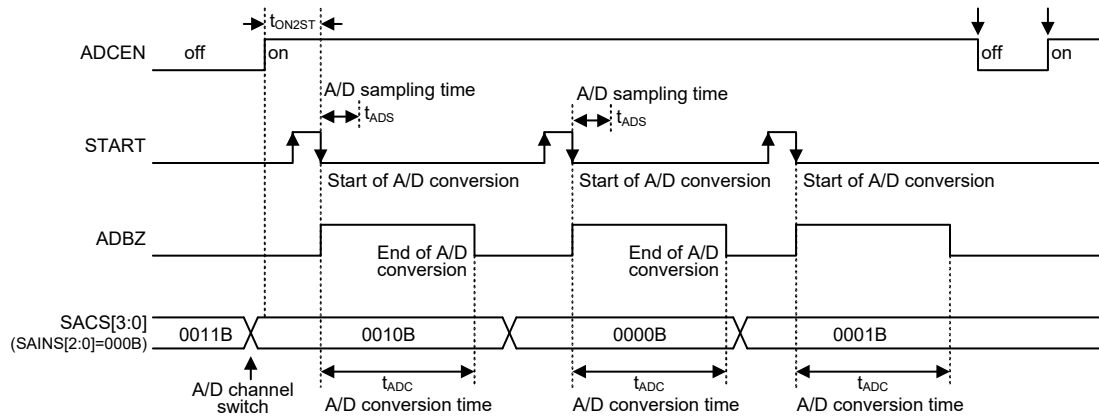 tON2ST
ADCEN off on off on
A/D sampling time A/D sampling time
tADS tADS
START
Start of A/D conversion Start of A/D conversion Start of A/D conversion
ADBZ
End of A/D conversion End of A/D conversion
SACS[3:0]
(SAINS[2:0]=000B)
0011B 0010B 0000B 0001B
A/D channel switch
tADC tADC tADC
A/D conversion time A/D conversion time A/D conversion time